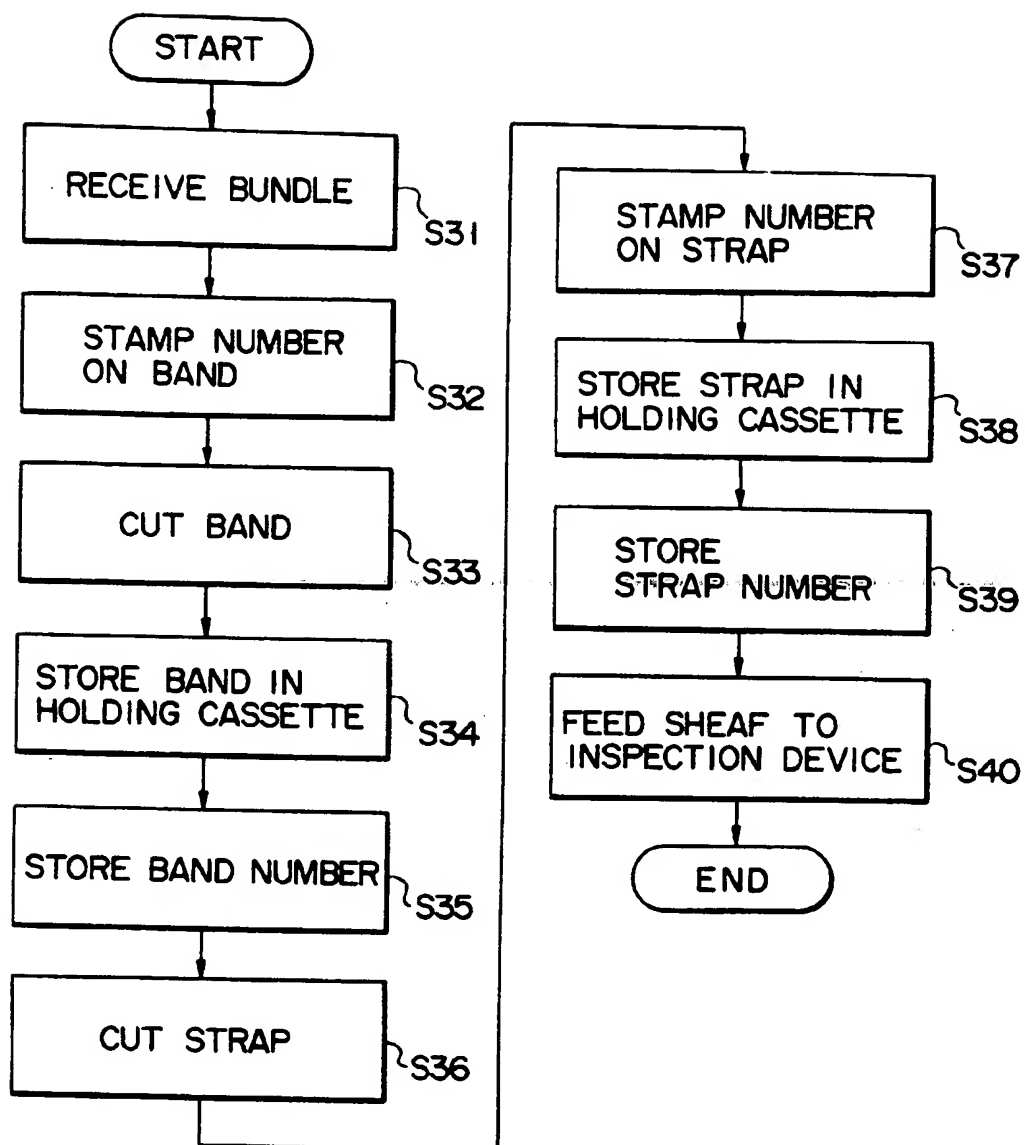 START
RECEIVE BUNDLE
S31
STAMP NUMBER
ON BAND
S32
CUT BAND
S33
STORE BAND IN
HOLDING CASSETTE
S34
STORE BAND NUMBER
S35
CUT STRAP
S36
STAMP NUMBER
ON STRAP
S37
STORE STRAP IN
HOLDING CASSETTE
S38
STORE
STRAP NUMBER
S39
FEED SHEAF TO
INSPECTION DEVICE
S40
END